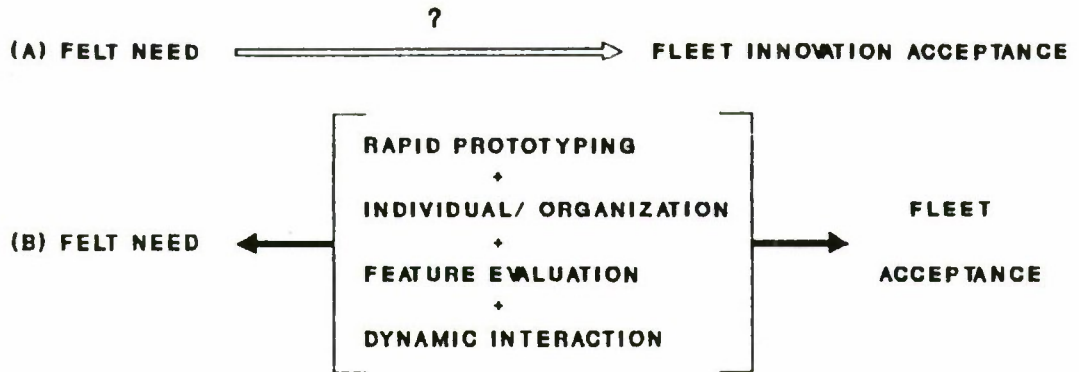 ?
(A) FELT NEED FLEET INNOVATION ACCEPTANCE
RAPID PROTOTYPING
+
INDIVIDUAL/ ORGANIZATION
+
FEATURE EVALUATION
+
DYNAMIC INTERACTION
(B) FELT NEED
FLEET
ACCEPTANCE